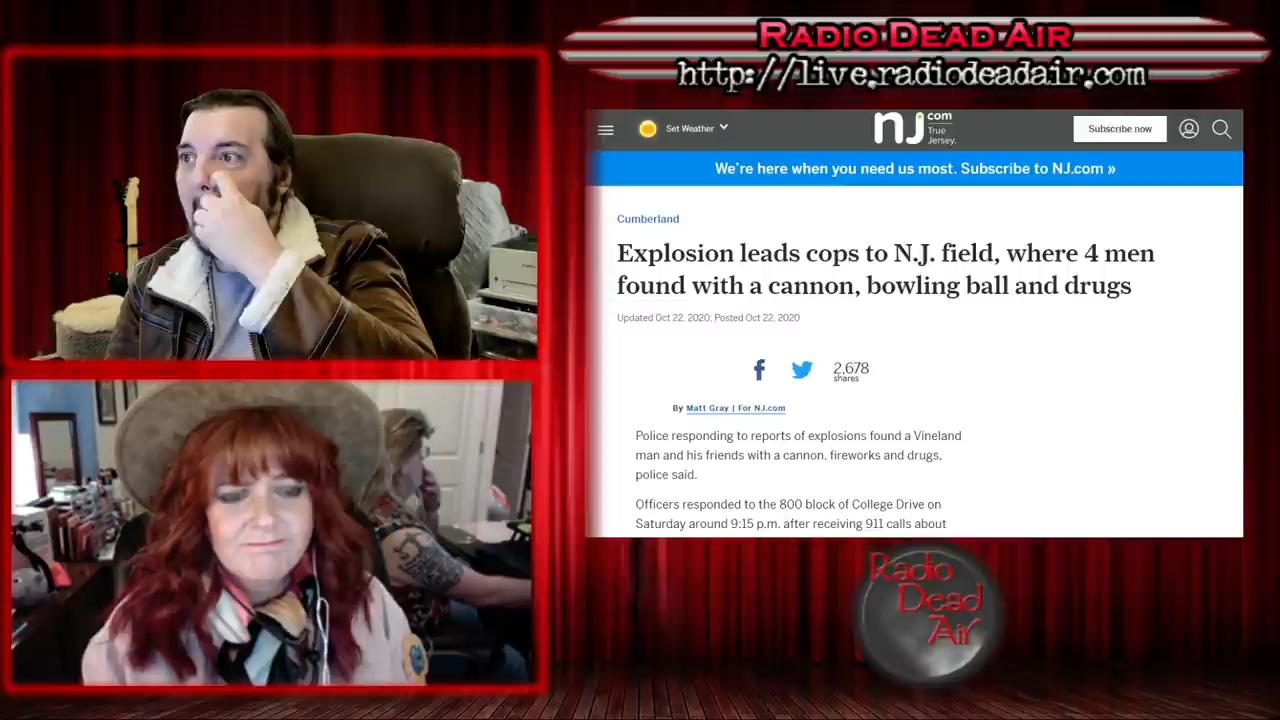 Radio Dead Air
http://live.radiodeadair.com
Set Weather
nj.com
True
Jersey.
Subscribe now
We're here when you need us most. Subscribe to NJ.com »
Cumberland
Explosion leads cops to N.J. field, where 4 men
found with a cannon, bowling ball and drugs
Updated Oct 22, 2020; Posted Oct 22, 2020
2,678
shares
By Matt Gray | For NJ.com
Police responding to reports of explosions found a Vineland
man and his friends with a cannon, fireworks and drugs,
police said.
Officers responded to the 800 block of College Drive on
Saturday around 9:15 p.m. after receiving 911 calls about
Radio
Dead
Air